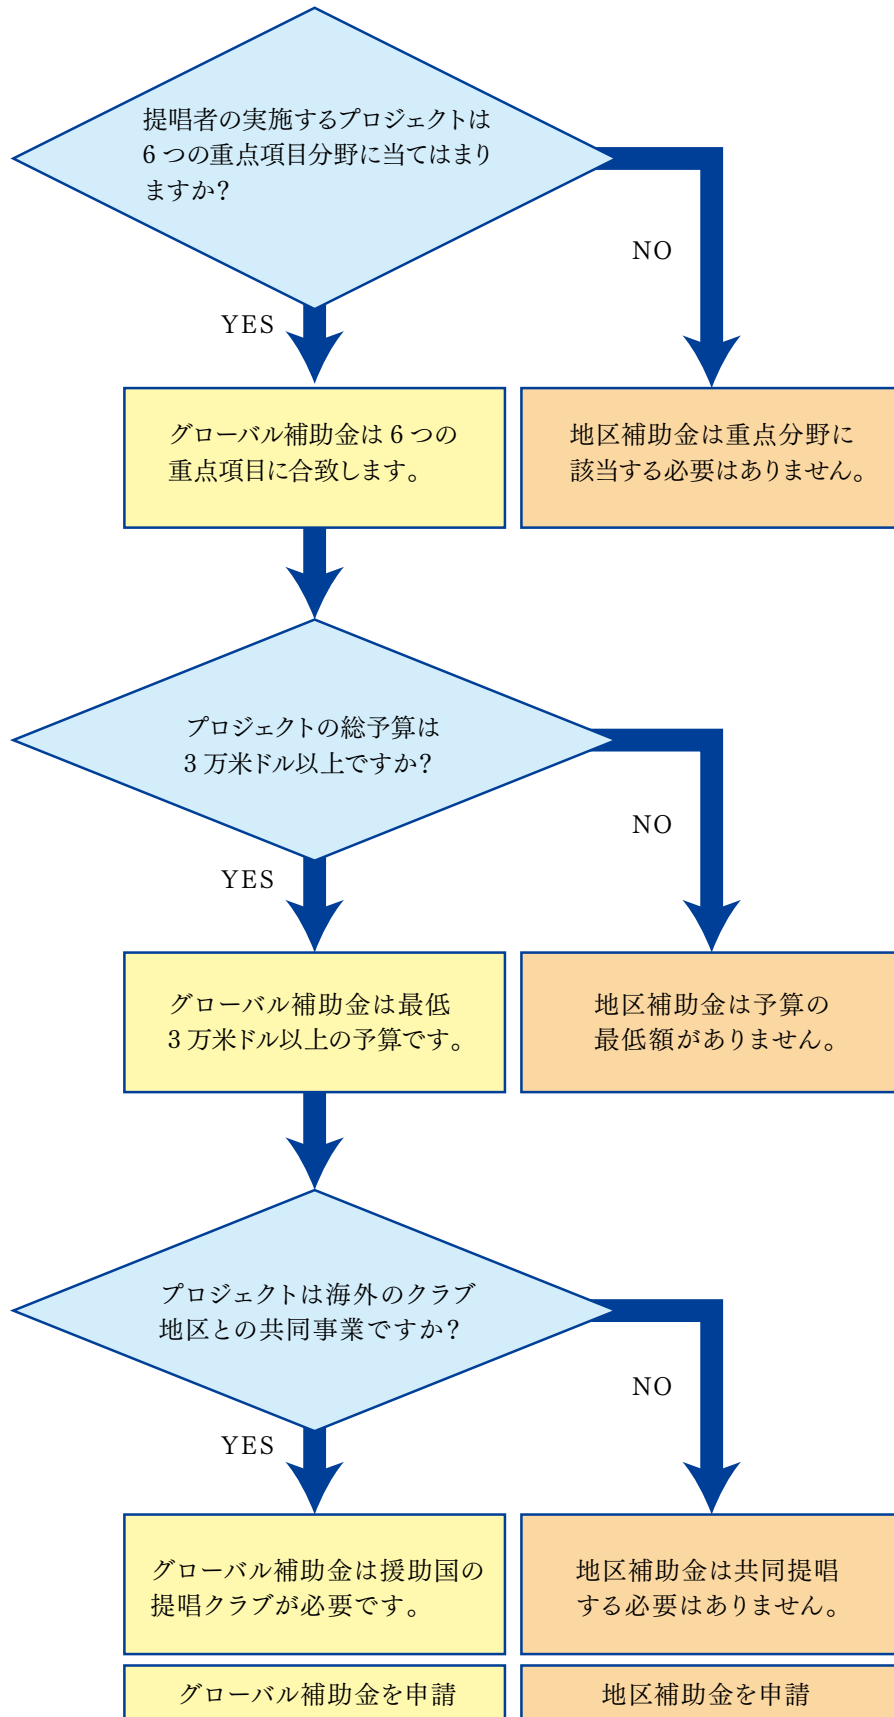 提唱者の実施するプロジェクトは
6つの重点項目分野に当てはまり
ますか?
NO
YES
グローバル補助金は6つの
重点項目に合致します。
地区補助金は重点分野に
該当する必要はありません。
プロジェクトの総予算は
3万米ドル以上ですか?
NO
YES
グローバル補助金は最低
3万米ドル以上の予算です。
地区補助金は予算の
最低額がありません。
プロジェクトは海外のクラブ
地区との共同事業ですか?
NO
YES
グローバル補助金は援助国の
提唱クラブが必要です。
地区補助金は共同提唱
する必要はありません。
グローバル補助金を申請
地区補助金を申請